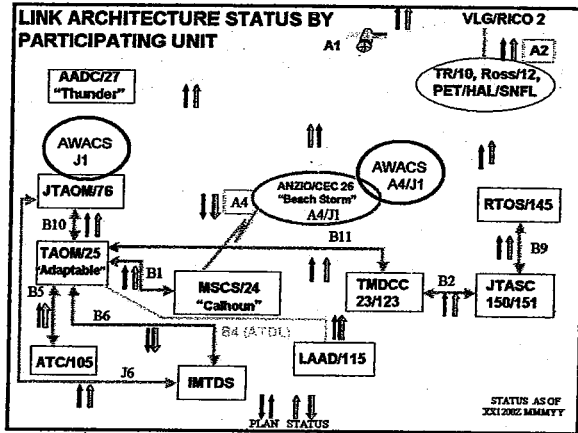 LINK ARCHITECTURE STATUS BY
PARTICIPATING UNIT
VLG/RICO 2
A1
A2
AADC/27
"Thunder"
TR/10, Ross/12,
PET/HAL/SNFL
AWACS
J1
AWACS
A4/J1
JTAOM/76
A4
ANZIO/CEC 26
"Beach Storm"
A4/J1
RTOS/145
B10
B11
B9
TAOM/25
"Adaptable"
B1
MSCS/24
"Calhoun"
TMDCC
23/123
B2
JTASC
150/151
B5
B6
B4 (ATDL)
ATC/105
J6
IMTDS
LAAD/115
PLAN STATUS
STATUS AS OF
XX1200Z MMMYY